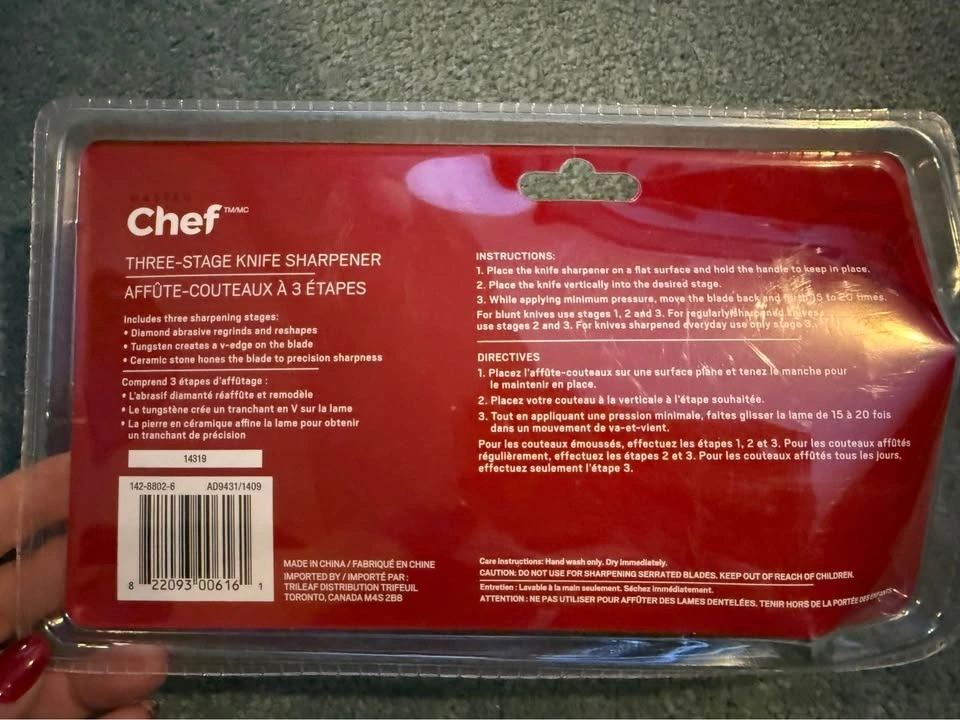 Chef TM/MC
THREE-STAGE KNIFE SHARPENER
AFFÛTE-COUTEAUX À 3 ÉTAPES
Includes three sharpening stages:
• Diamond abrasive regrinds and reshapes
• Tungsten creates a v-edge on the blade
• Ceramic stone hones the blade to precision sharpness
Comprend 3 étapes d'affûtage :
• L'abrasif diamanté réaffûte et remodèle
• Le tungstène crée un tranchant en V sur la lame
• La pierre en céramique affine la lame pour obtenir
un tranchant de précision
14319
142-8802-6 AD9431/1409
8 22093 00616 1
MADE IN CHINA / FABRIQUÉ EN CHINE
IMPORTED BY / IMPORTÉ PAR :
TRILEAF DISTRIBUTION TRIFEUIL
TORONTO, CANADA M4S 2B8
INSTRUCTIONS:
1. Place the knife sharpener on a flat surface and hold the handle to keep in place.
2. Place the knife vertically into the desired stage.
3. While applying minimum pressure, move the blade back and forth 15 to 20 times.
For blunt knives use stages 1, 2 and 3. For regularly sharpened knives
use stages 2 and 3. For knives sharpened everyday use only stage 3.
DIRECTIVES
1. Placez l'affûte-couteaux sur une surface plane et tenez le manche pour
le maintenir en place.
2. Placez votre couteau à la verticale à l'étape souhaitée.
3. Tout en appliquant une pression minimale, faites glisser la lame de 15 à 20 fois
dans un mouvement de va-et-vient.
Pour les couteaux émoussés, effectuez les étapes 1, 2 et 3. Pour les couteaux affûtés
régulièrement, effectuez les étapes 2 et 3. Pour les couteaux affûtés tous les jours,
effectuez seulement l'étape 3.
Care instructions: Hand wash only. Dry immediately.
CAUTION: DO NOT USE FOR SHARPENING SERRATED BLADES. KEEP OUT OF REACH OF CHILDREN.
Entretien : Lavable à la main seulement. Séchez immédiatement.
ATTENTION : NE PAS UTILISER POUR AFFÛTER DES LAMES DENTELÉES. TENIR HORS DE LA PORTÉE DES ENFANTS.